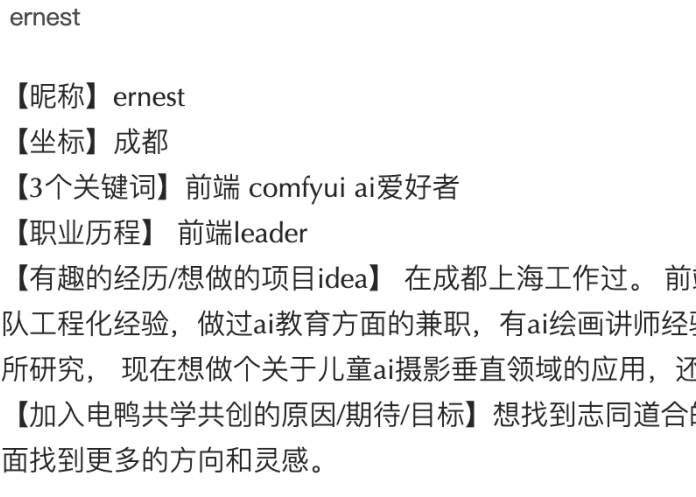 ernest
【昵称】ernest
【坐标】成都
【3个关键词】前端 comfyui ai爱好者
【职业历程】 前端leader
【有趣的经历/想做的项目idea】 在成都上海工作过。 前
队工程化经验，做过ai教育方面的兼职，有ai绘画讲师经
所研究， 现在想做个关于儿童ai摄影垂直领域的应用，还
【加入电鸭共学共创的原因/期待/目标】想找到志同道合
面找到更多的方向和灵感。